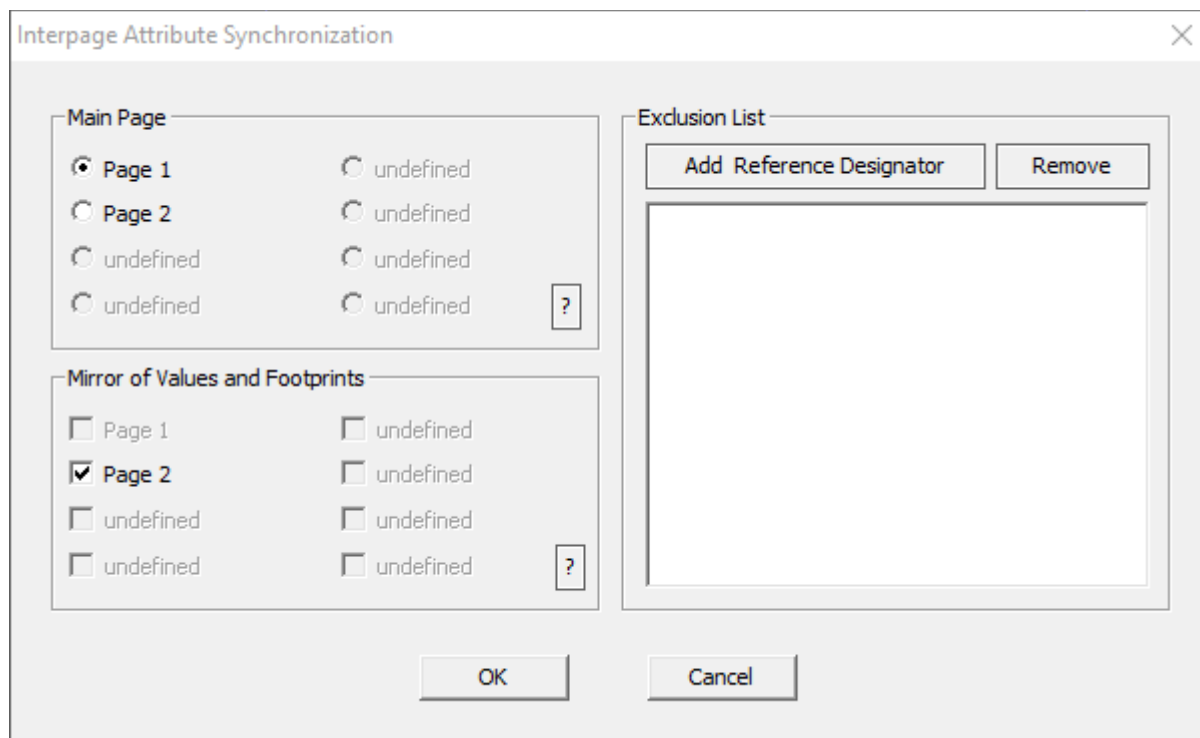 Interpage Attribute Synchronization
Main Page
Page 1
undefined
Page 2
undefined
undefined
undefined
undefined
undefined
?
Mirror of Values and Footprints
Page 1
undefined
Page 2
undefined
undefined
undefined
undefined
undefined
?
Exclusion List
Add Reference Designator
Remove
OK
Cancel